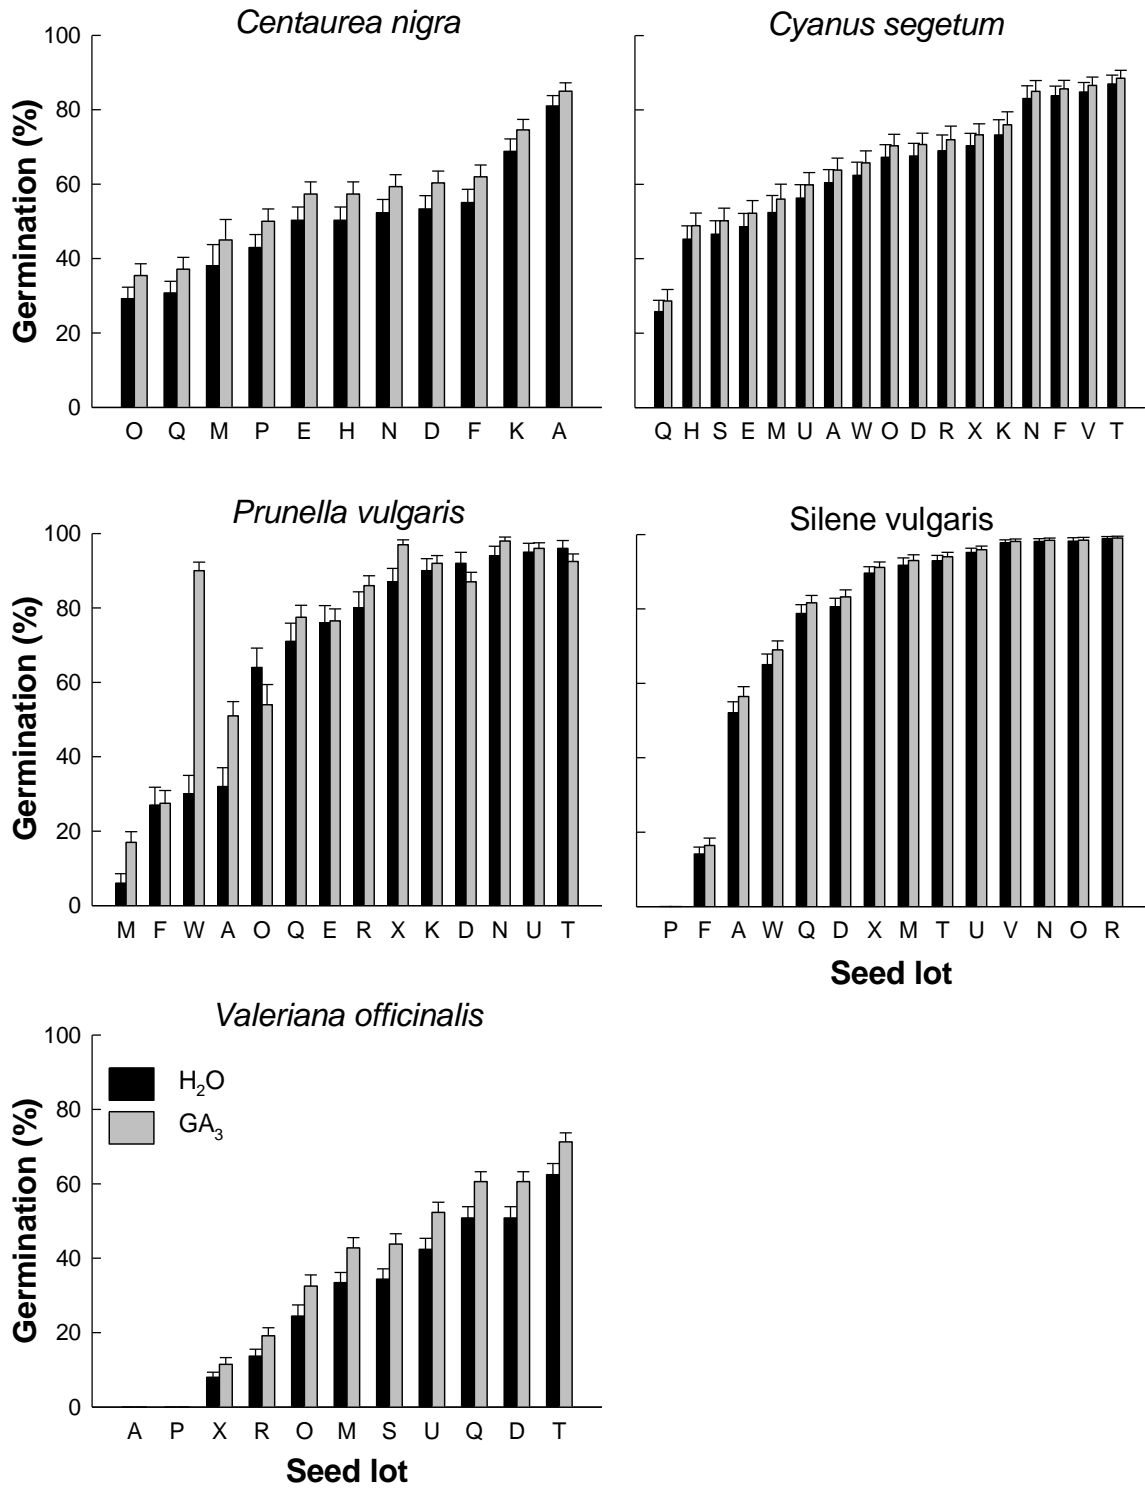 Centaurea nigra
Germination (%)
100
80
60
40
20
0
O Q M P E H N D F K A
Cyanus segetum
Q H S E M U A W O D R X K N F V T
Prunella vulgaris
Germination (%)
100
80
60
40
20
0
M F W A O Q E R X K D N U T
Silene vulgaris
P F A W Q D X M T U V N O R
Seed lot
Valeriana officinalis
Germination (%)
100
80
60
40
20
0
H₂O
GA₃
A P X R O M S U Q D T
Seed lot